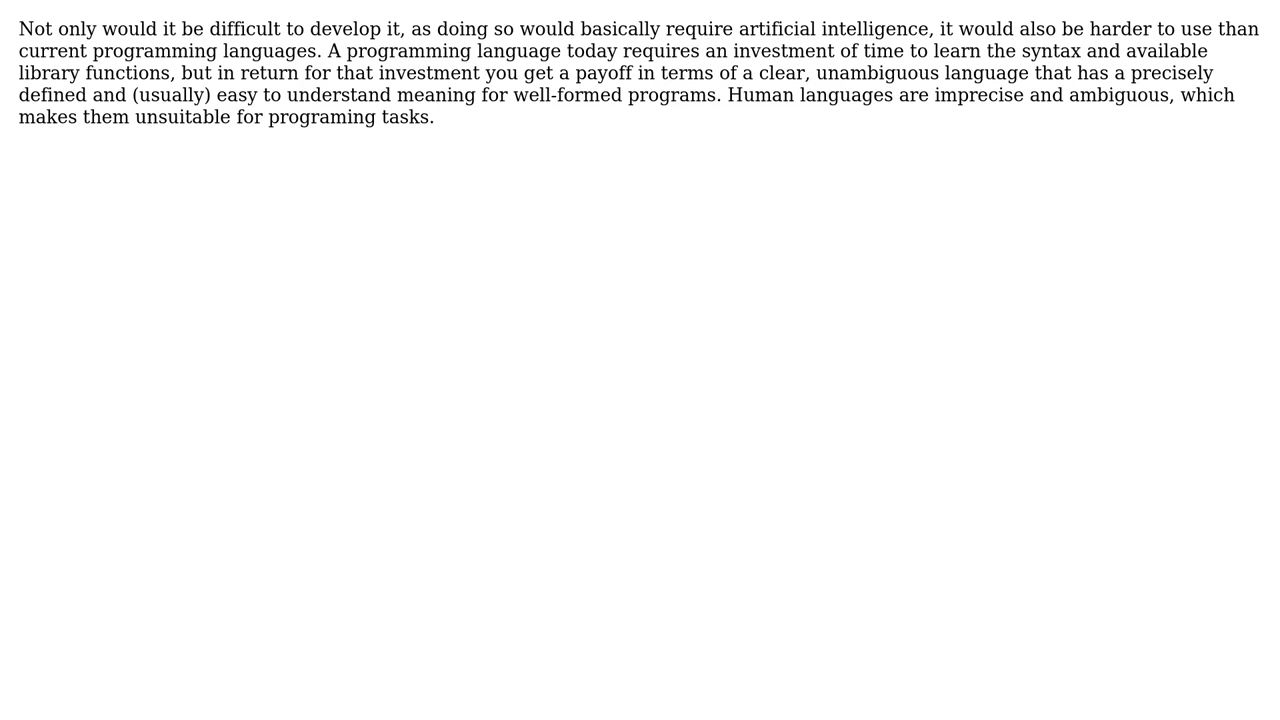 Not only would it be difficult to develop it, as doing so would basically require artificial intelligence, it would also be harder to use than
current programming languages. A programming language today requires an investment of time to learn the syntax and available
library functions, but in return for that investment you get a payoff in terms of a clear, unambiguous language that has a precisely
defined and (usually) easy to understand meaning for well-formed programs. Human languages are imprecise and ambiguous, which
makes them unsuitable for programing tasks.